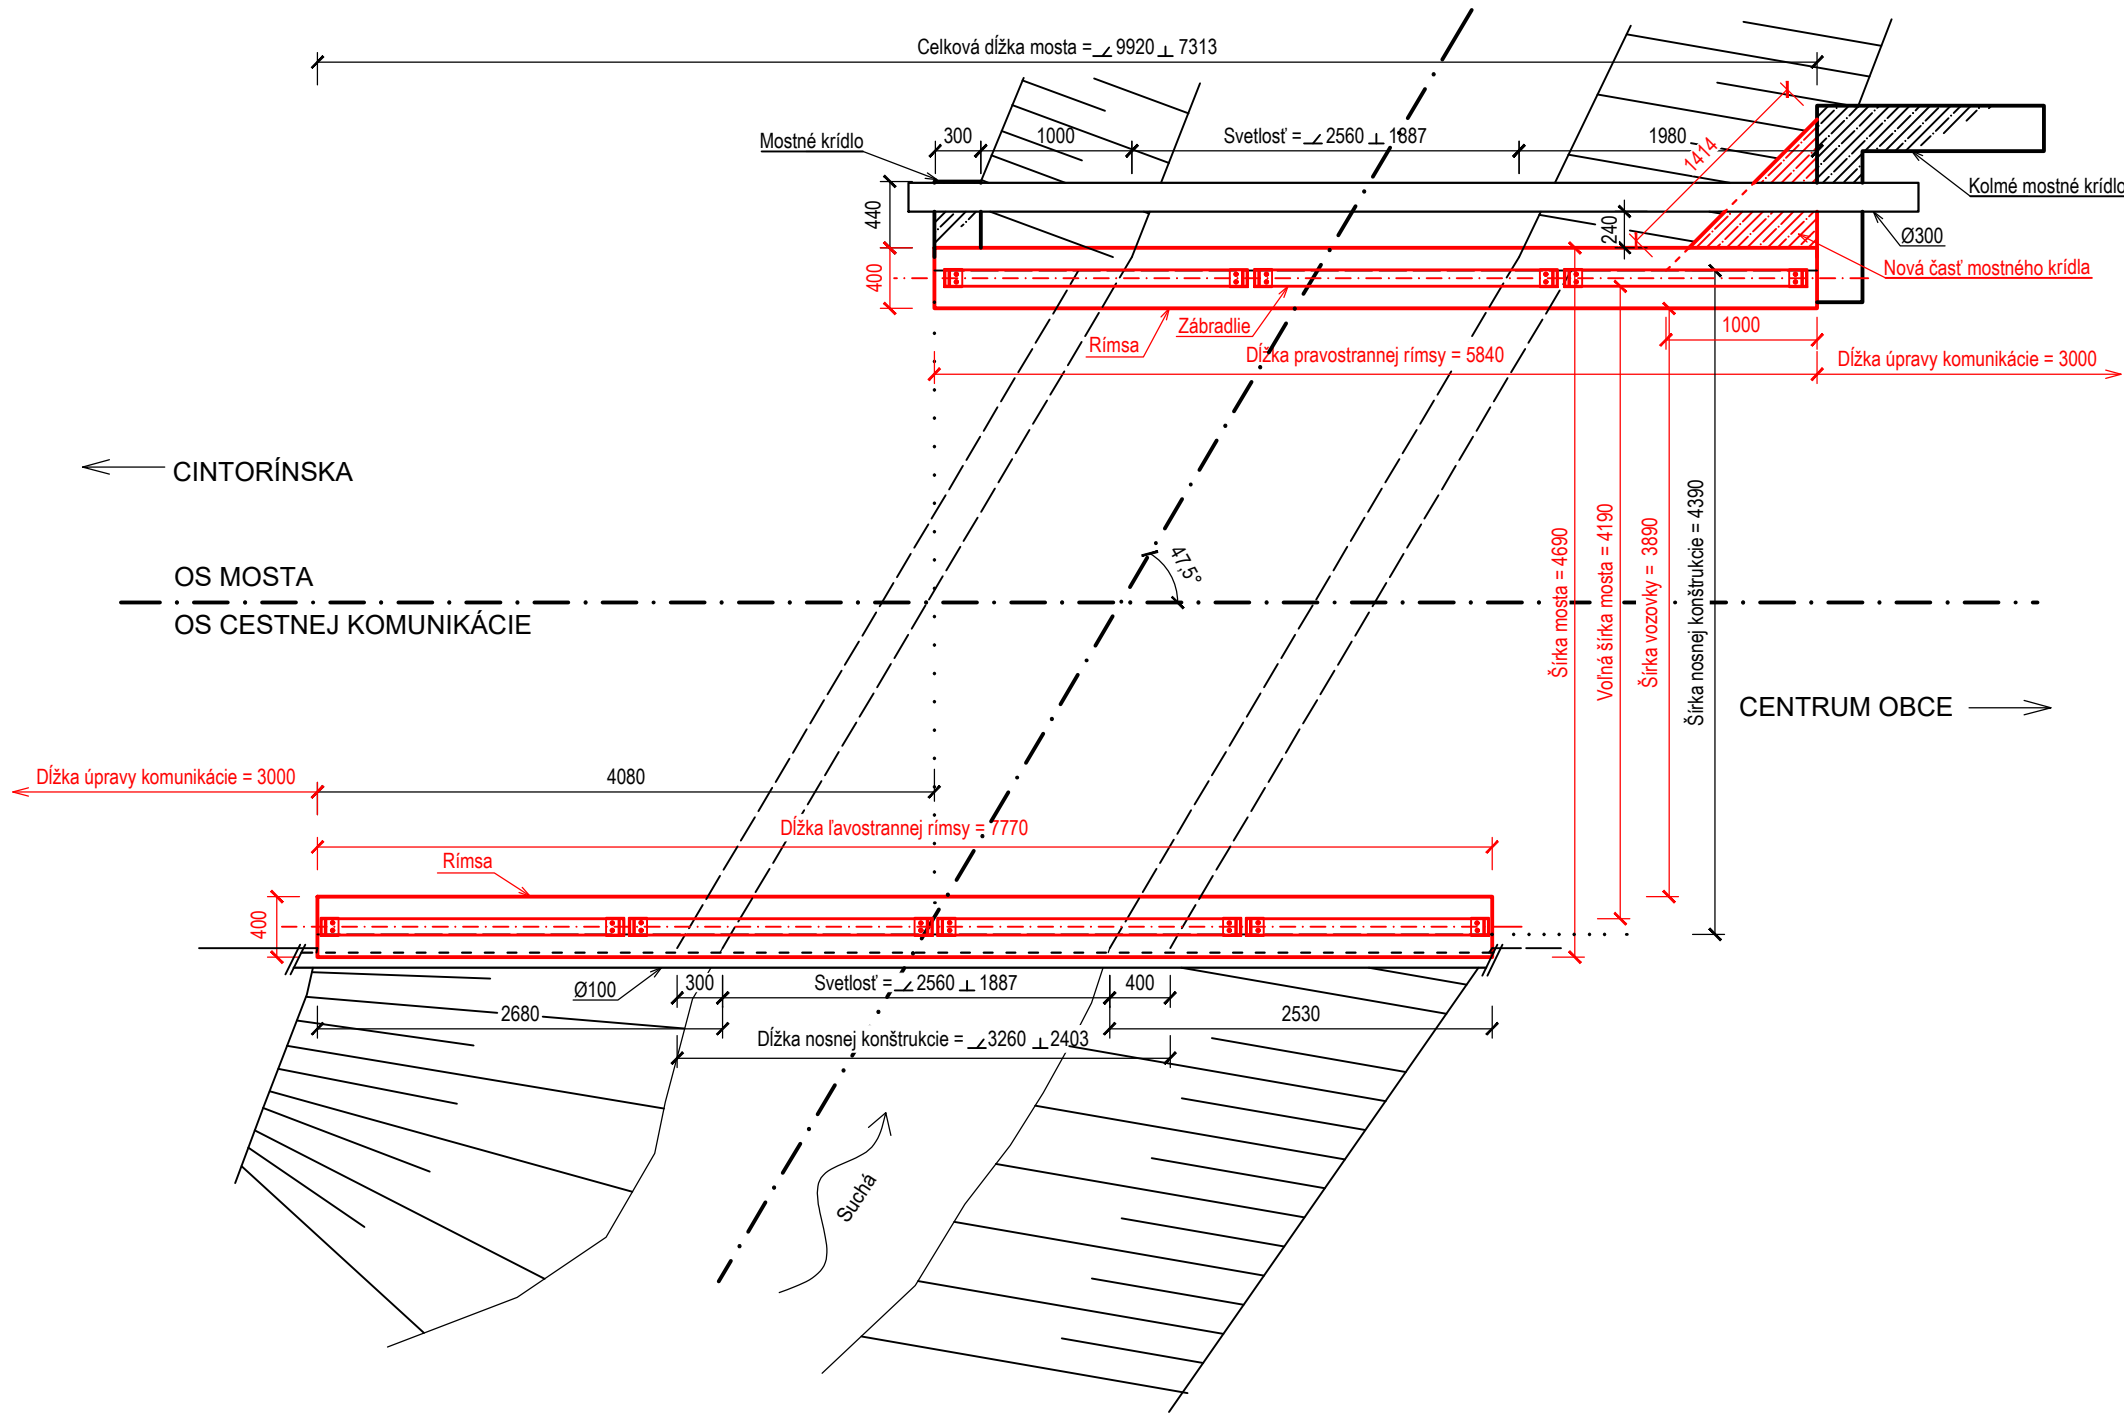 Celková dĺžka mosta = ∠ 9920 ⊥ 7313
Mostné krídlo
300
1000
Svetlosť = ∠ 2560 ⊥ 1887
1980
1414
Kolmé mostné krídlo
440
240
Ø300
400
Nová časť mostného krídla
Zábradlie
Rímsa
1000
Dĺžka pravostrannej rímsy = 5840
Dĺžka úpravy komunikácie = 3000
CINTORÍNSKA
47,5°
OS MOSTA
OS CESTNEJ KOMUNIKÁCIE
Šírka mosta = 4690
Voľná šírka mosta = 4190
Šírka vozovky = 3890
Šírka nosnej konštrukcie = 4390
CENTRUM OBCE
Dĺžka úpravy komunikácie = 3000
4080
Dĺžka ľavostrannej rímsy = 7770
Rímsa
400
Ø100
300
Svetlosť = ∠ 2560 ⊥ 1887
400
2680
2530
Dĺžka nosnej konštrukcie = ∠ 3260 ⊥ 2403
Suchá